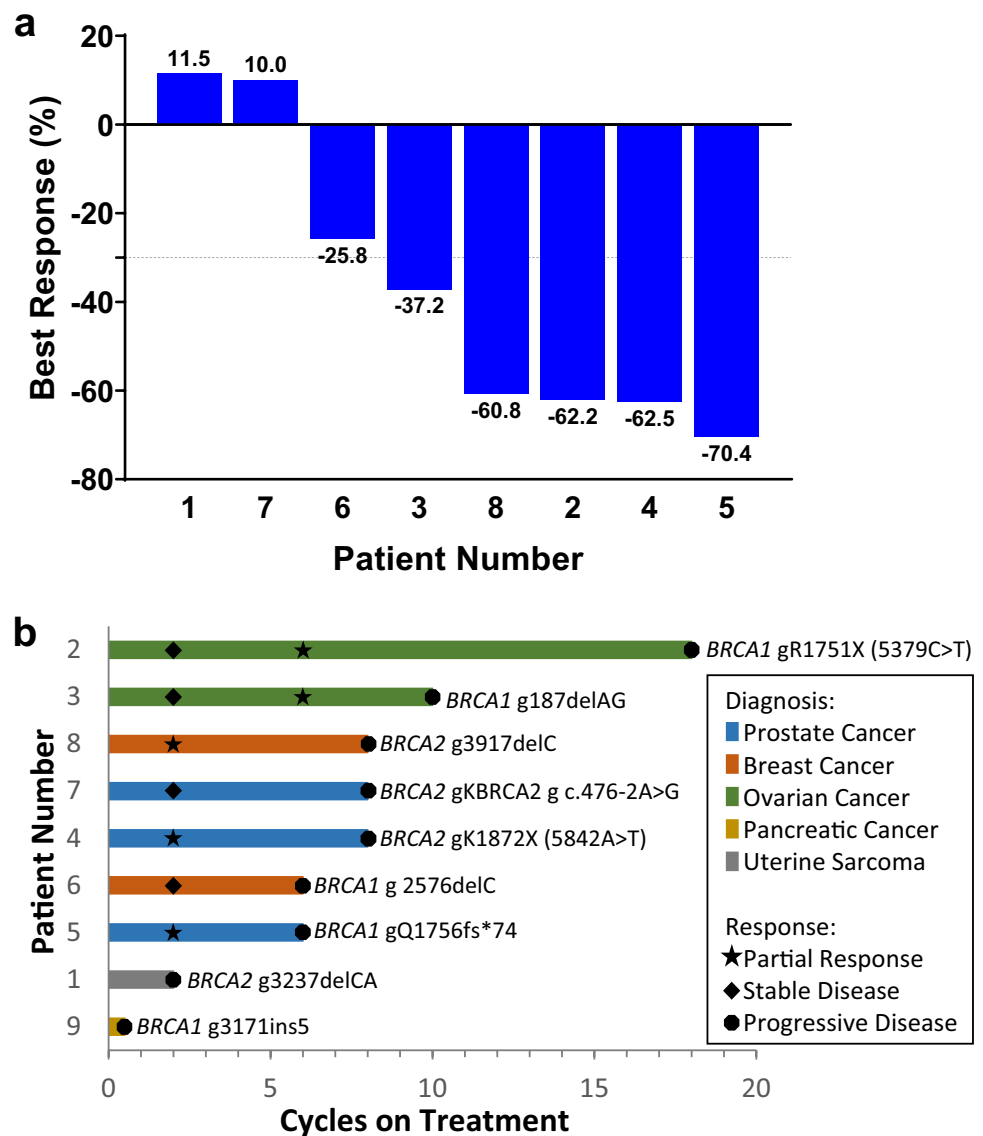 a
20
0
-20
-40
-60
-80
Best Response (%)
11.5
10.0
-25.8
-37.2
-60.8
-62.2
-62.5
-70.4
1 7 6 3 8 2 4 5
Patient Number
b
Patient Number
2
BRCA1 gR1751X (5379C>T)
3
BRCA1 g187delAG
8
BRCA2 g3917delC
7
BRCA2 gKBRCA2 g c.476-2A>G
4
BRCA2 gK1872X (5842A>T)
6
BRCA1 g 2576delC
5
BRCA1 gQ1756fs*74
1
BRCA2 g3237delCA
9
BRCA1 g3171ins5
Diagnosis:
Prostate Cancer
Breast Cancer
Ovarian Cancer
Pancreatic Cancer
Uterine Sarcoma
Response:
Partial Response
Stable Disease
Progressive Disease
0 5 10 15 20
Cycles on Treatment